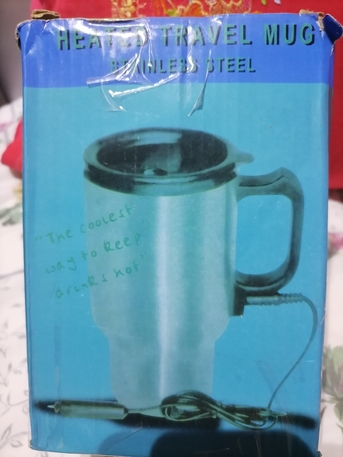 HEATED TRAVEL MUG
STAINLESS STEEL
"The coolest
way to keep
drinks hot"